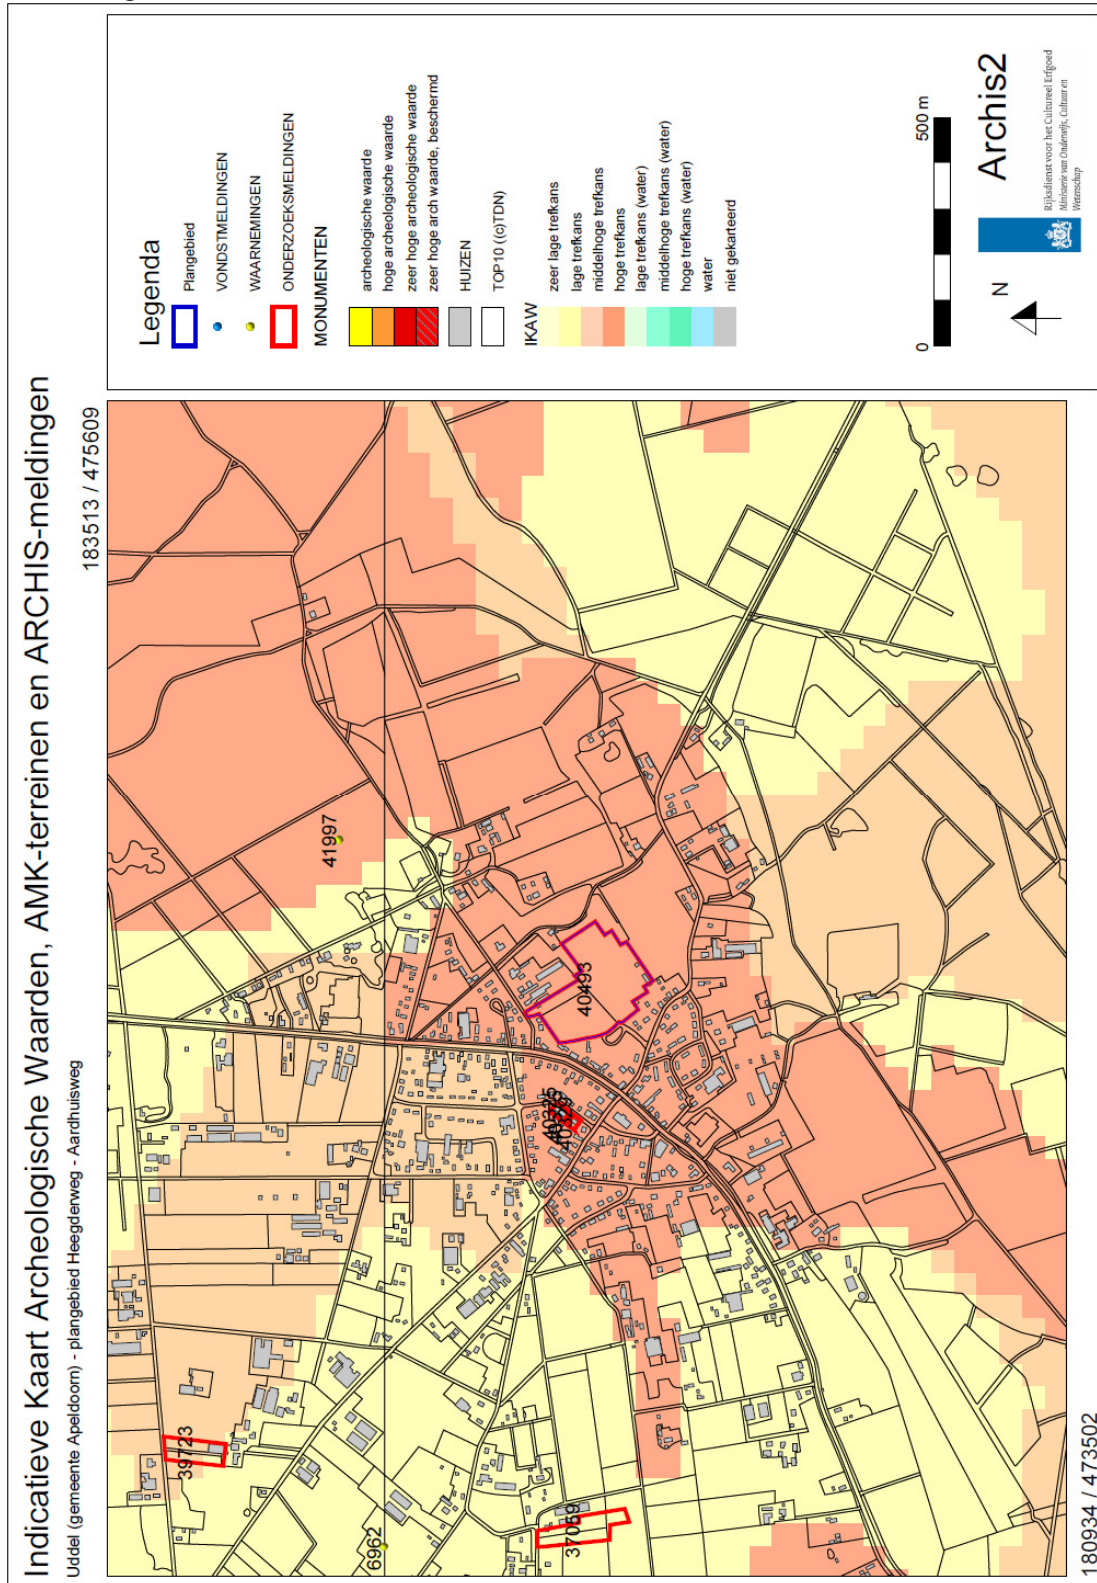 Indicatieve Kaart Archeologische Waarden, AMK-terreinen en ARCHIS-meldingen
Uddel (gemeente Apeldoorn) - plangebied Heegderweg - Aardhuisweg
183513 / 475609
41997
40493
39723
6962
37059
180934 / 473502
Legenda
Plangebied
VONDSTMELDINGEN
WAARNEMINGEN
ONDERZOEKSMELDINGEN
MONUMENTEN
archeologische waarde
hoge archeologische waarde
zeer hoge archeologische waarde
zeer hoge arch waarde, beschermd
HUIZEN
TOP10 ((c)TDN)
IKAW
zeer lage trefkans
lage trefkans
middelhoge trefkans
hoge trefkans
lage trefkans (water)
middelhoge trefkans (water)
hoge trefkans (water)
water
niet gekarteerd
0
500 m
N
Archis2
Rijksdienst voor het Cultureel Erfgoed
Ministerie van Onderwijs, Cultuur en
Wetenschap